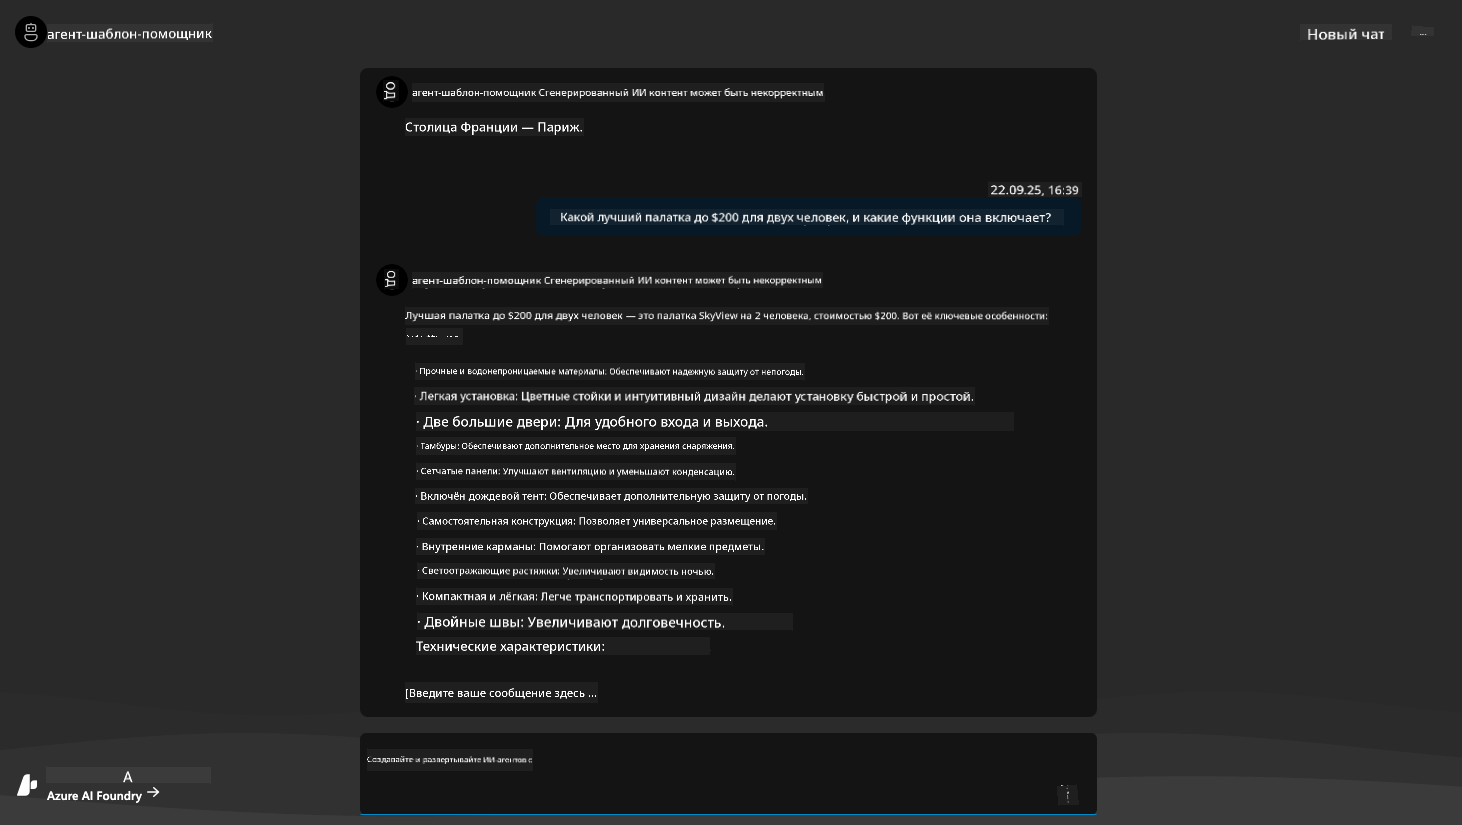 агент-шаблон-помощник
Новый чат
...
агент-шаблон-помощник Сгенерированный ИИ контент может быть некорректным
Столица Франции — Париж.
22.09.25, 16:39
Какой лучший палатка до $200 для двух человек, и какие функции она включает?
агент-шаблон-помощник Сгенерированный ИИ контент может быть некорректным
Лучшая палатка до $200 для двух человек — это палатка SkyView на 2 человека, стоимостью $200. Вот её ключевые особенности:
· Прочные и водонепроницаемые материалы: Обеспечивают надежную защиту от непогоды.
· Легкая установка: Цветные стойки и интуитивный дизайн делают установку быстрой и простой.
· Две большие двери: Для удобного входа и выхода.
· Тамбуры: Обеспечивают дополнительное место для хранения снаряжения.
· Сетчатые панели: Улучшают вентиляцию и уменьшают конденсацию.
· Включён дождевой тент: Обеспечивает дополнительную защиту от погоды.
· Самостоятельная конструкция: Позволяет универсальное размещение.
· Внутренние карманы: Помогают организовать мелкие предметы.
· Светоотражающие растяжки: Увеличивают видимость ночью.
· Компактная и лёгкая: Легче транспортировать и хранить.
· Двойные швы: Увеличивают долговечность.
Технические характеристики:
[Введите ваше сообщение здесь ...
Создавайте и развертывайте ИИ-агентов с
A
Azure AI Foundry →